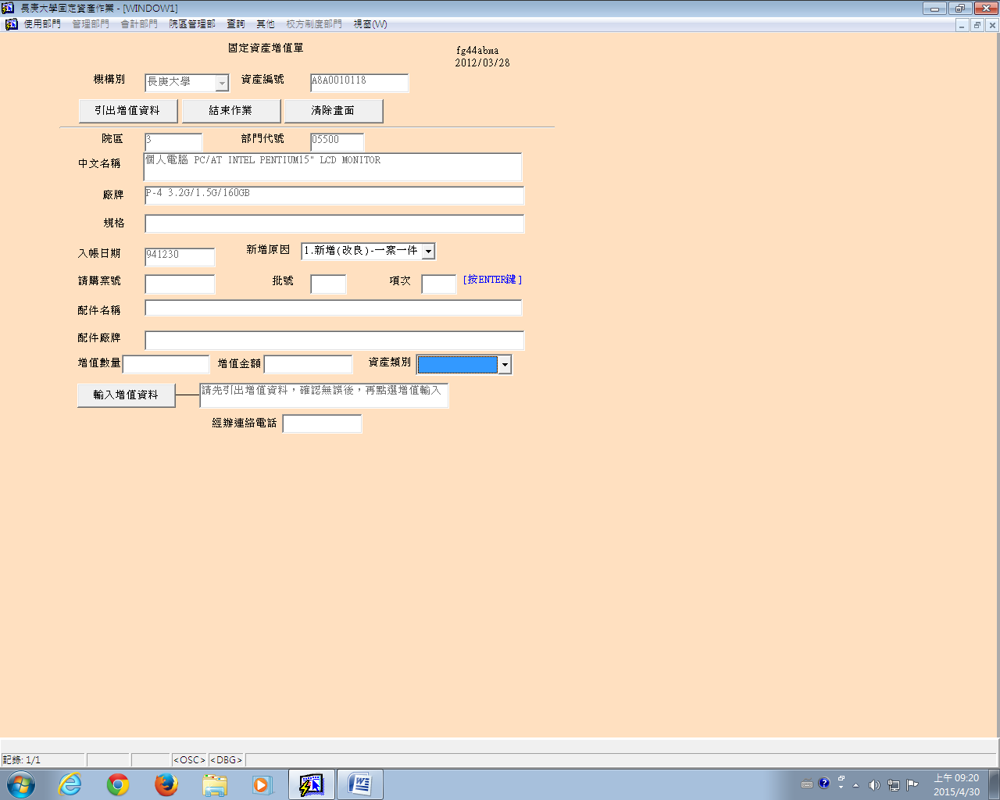 長庚大學固定資產作業 - [WINDOW1]
使用部門 管理部門 會計部門 院區管理部 查詢 其他 校方制度部門 視窗(W)
固定資產增值單
fg44abma
2012/03/28
機構別 長庚大學 資產編號 A8A0010118
引出增值資料 結束作業 清除畫面
院區 3 部門代號 05500
中文名稱 個人電腦 PC/AT INTEL PENTIUM15" LCD MONITOR
廠牌 P-4 3.2G/1.5G/160GB
規格
入帳日期 941230 新增原因 1.新增(改良)-一案一件
請購案號 批號 項次 [按ENTER鍵]
配件名稱
配件廠牌
增值數量 增值金額 資產類別
輸入增值資料 請先引出增值資料，確認無誤後，再點選增值輸入
經辦連絡電話
記錄: 1/1 <OSC> <DBG>
上午 09:20
2015/4/30